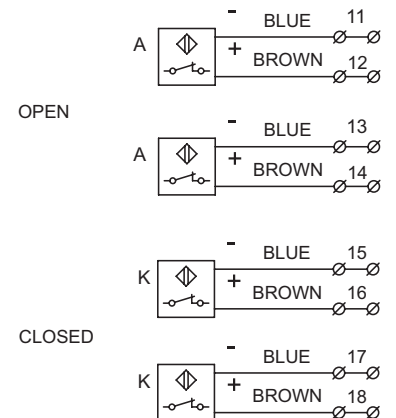 - BLUE 11
A
+ BROWN 12
OPEN
- BLUE 13
A
+ BROWN 14
- BLUE 15
K
+ BROWN 16
CLOSED
- BLUE 17
K
+ BROWN 18